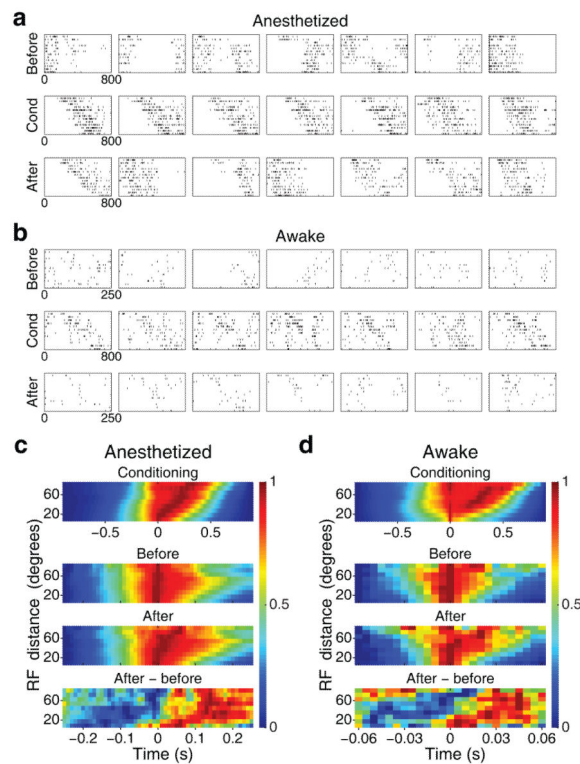 a
Anesthetized
Before
0 800
Cond
0 800
After
0 800
b
Awake
Before
0 250
Cond
0 800
After
0 250
c
Anesthetized
d
Awake
Conditioning
Conditioning
60
20
−0.5 0 0.5
60
20
−0.5 0 0.5
Before
Before
60
20
60
20
After
After
60
20
60
20
After − before
After − before
60
20
60
20
−0.2 −0.1 0 0.1 0.2
−0.06 −0.03 0 0.03 0.06
Time (s)
Time (s)
RF distance (degrees)
RF distance (degrees)
1
0.5
0
1
0.5
0